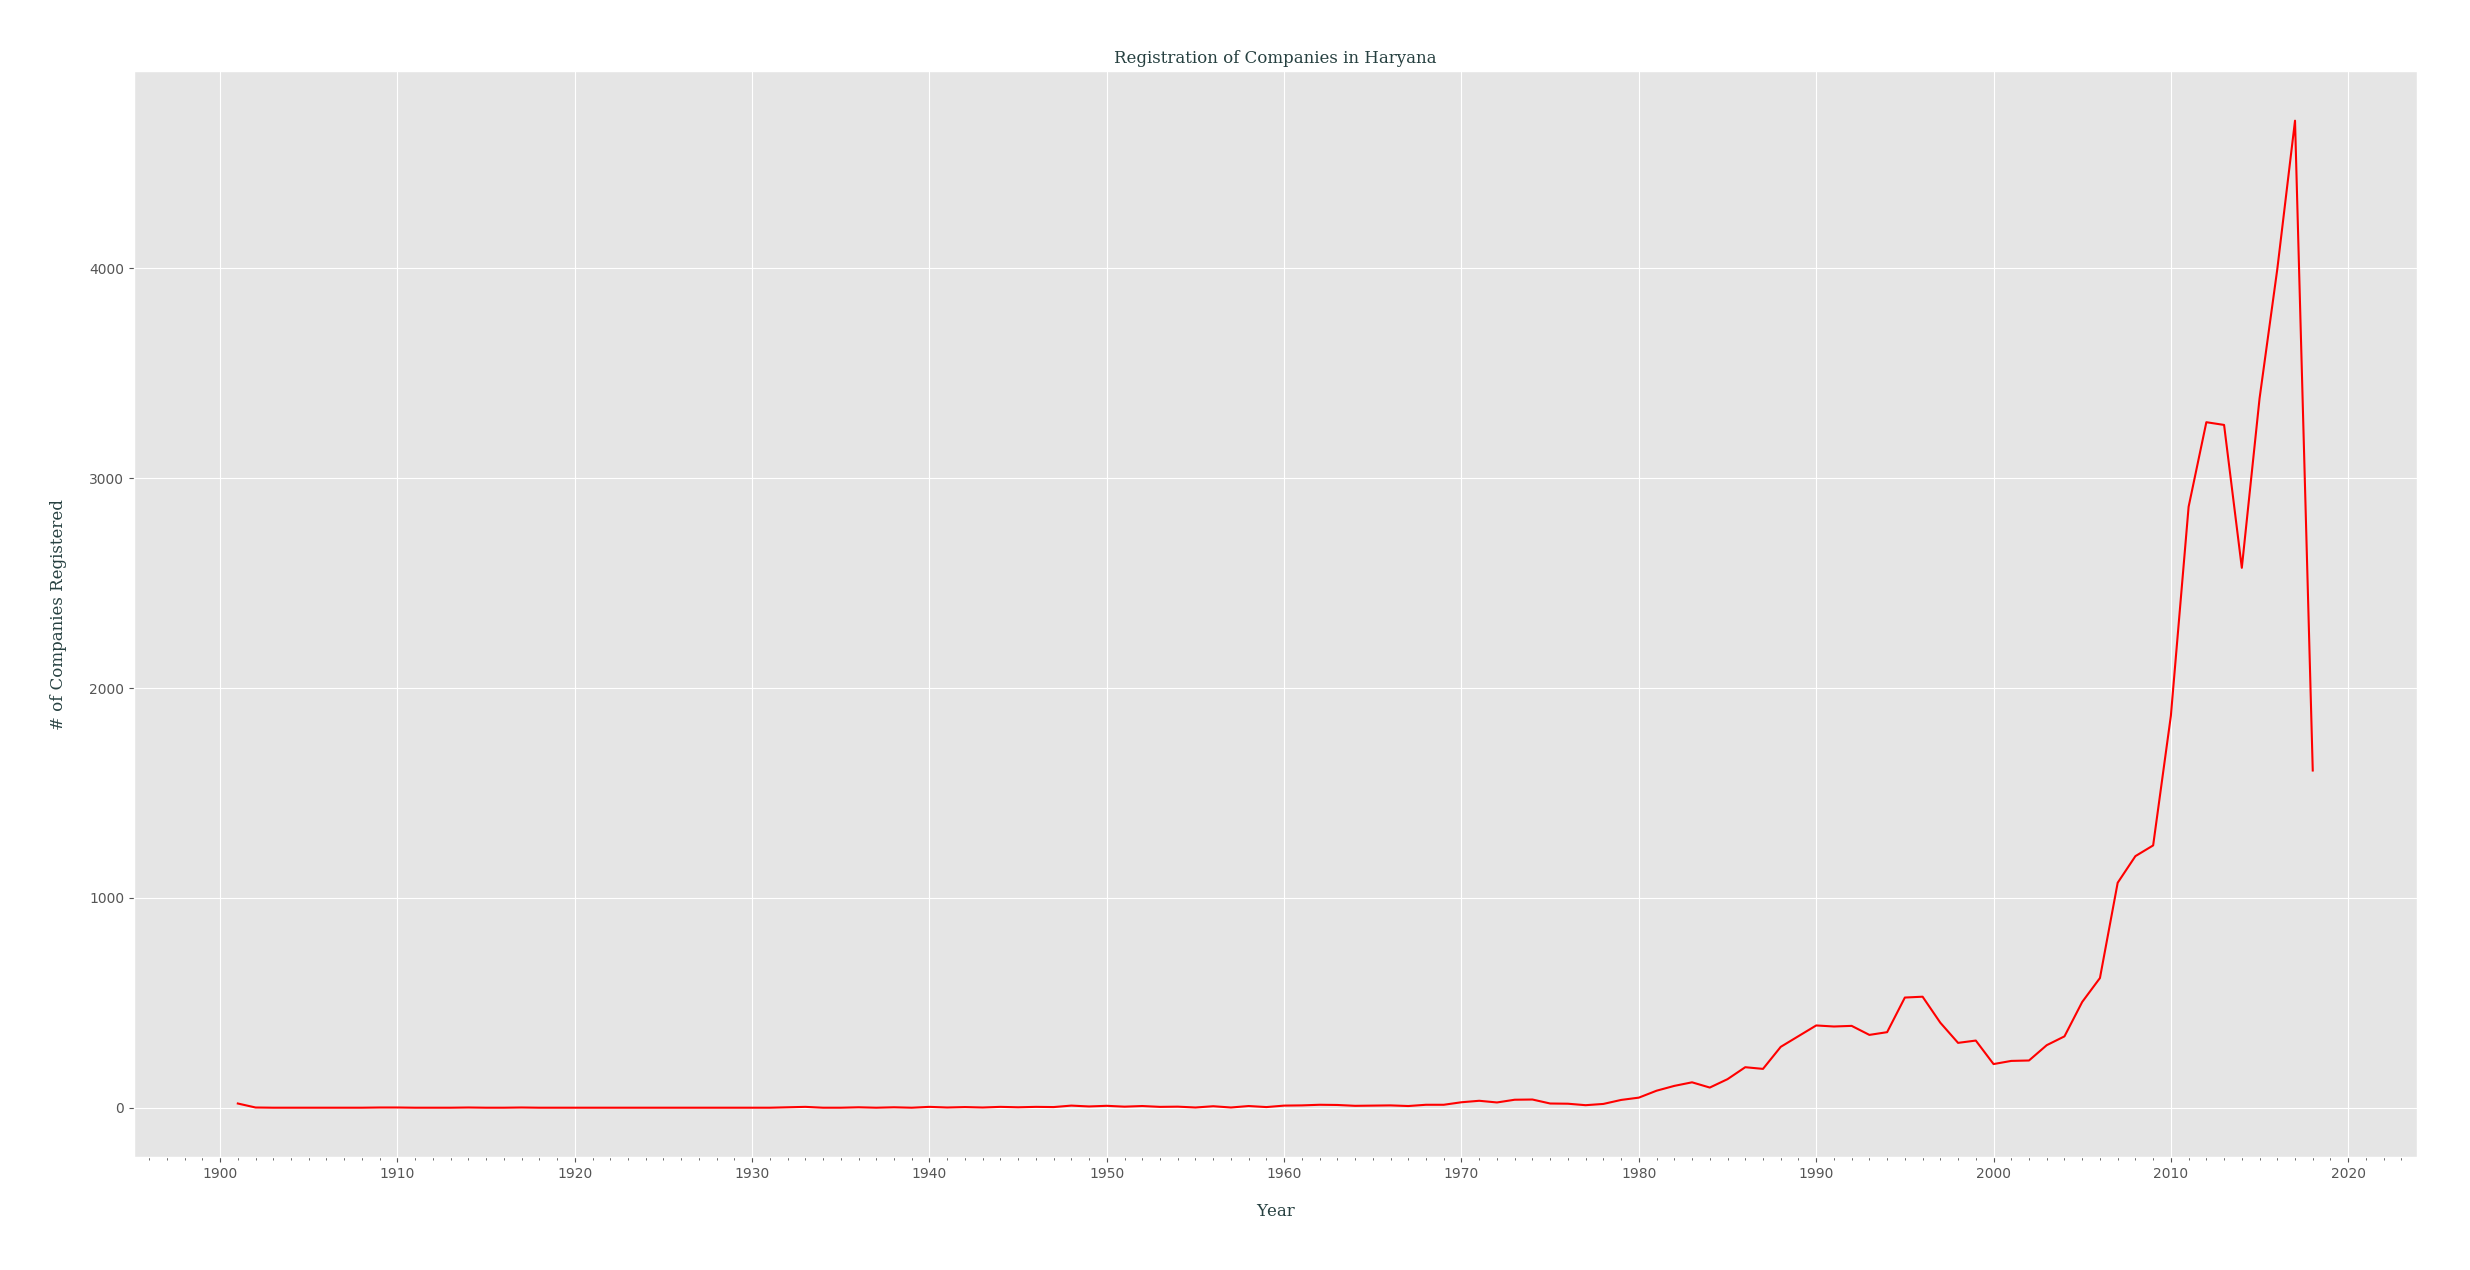 Registration of Companies in Haryana
# of Companies Registered
4000
3000
2000
1000
0
1900 1910 1920 1930 1940 1950 1960 1970 1980 1990 2000 2010 2020
Year